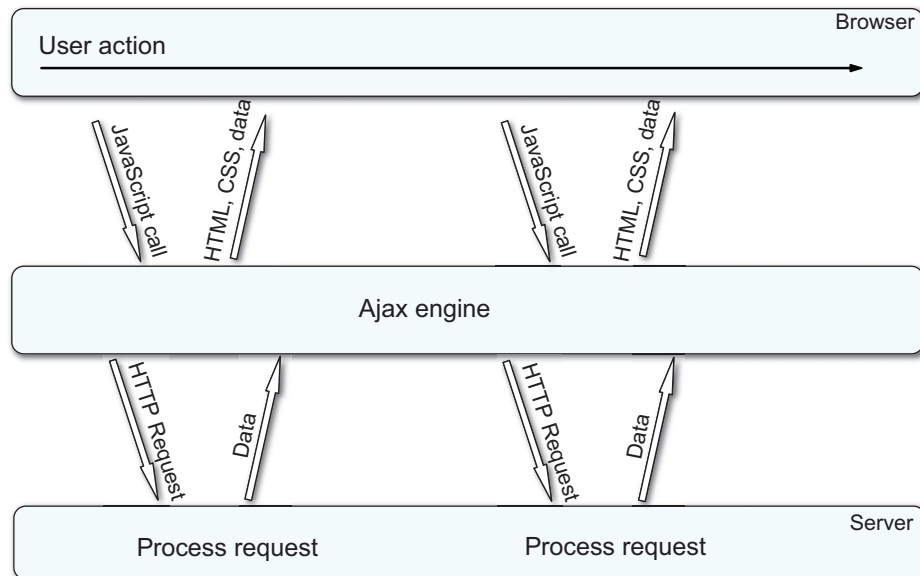 Browser
User action
JavaScript call
HTML, CSS, data
JavaScript call
HTML, CSS, data
Ajax engine
HTTP Request
Data
HTTP Request
Data
Server
Process request
Process request